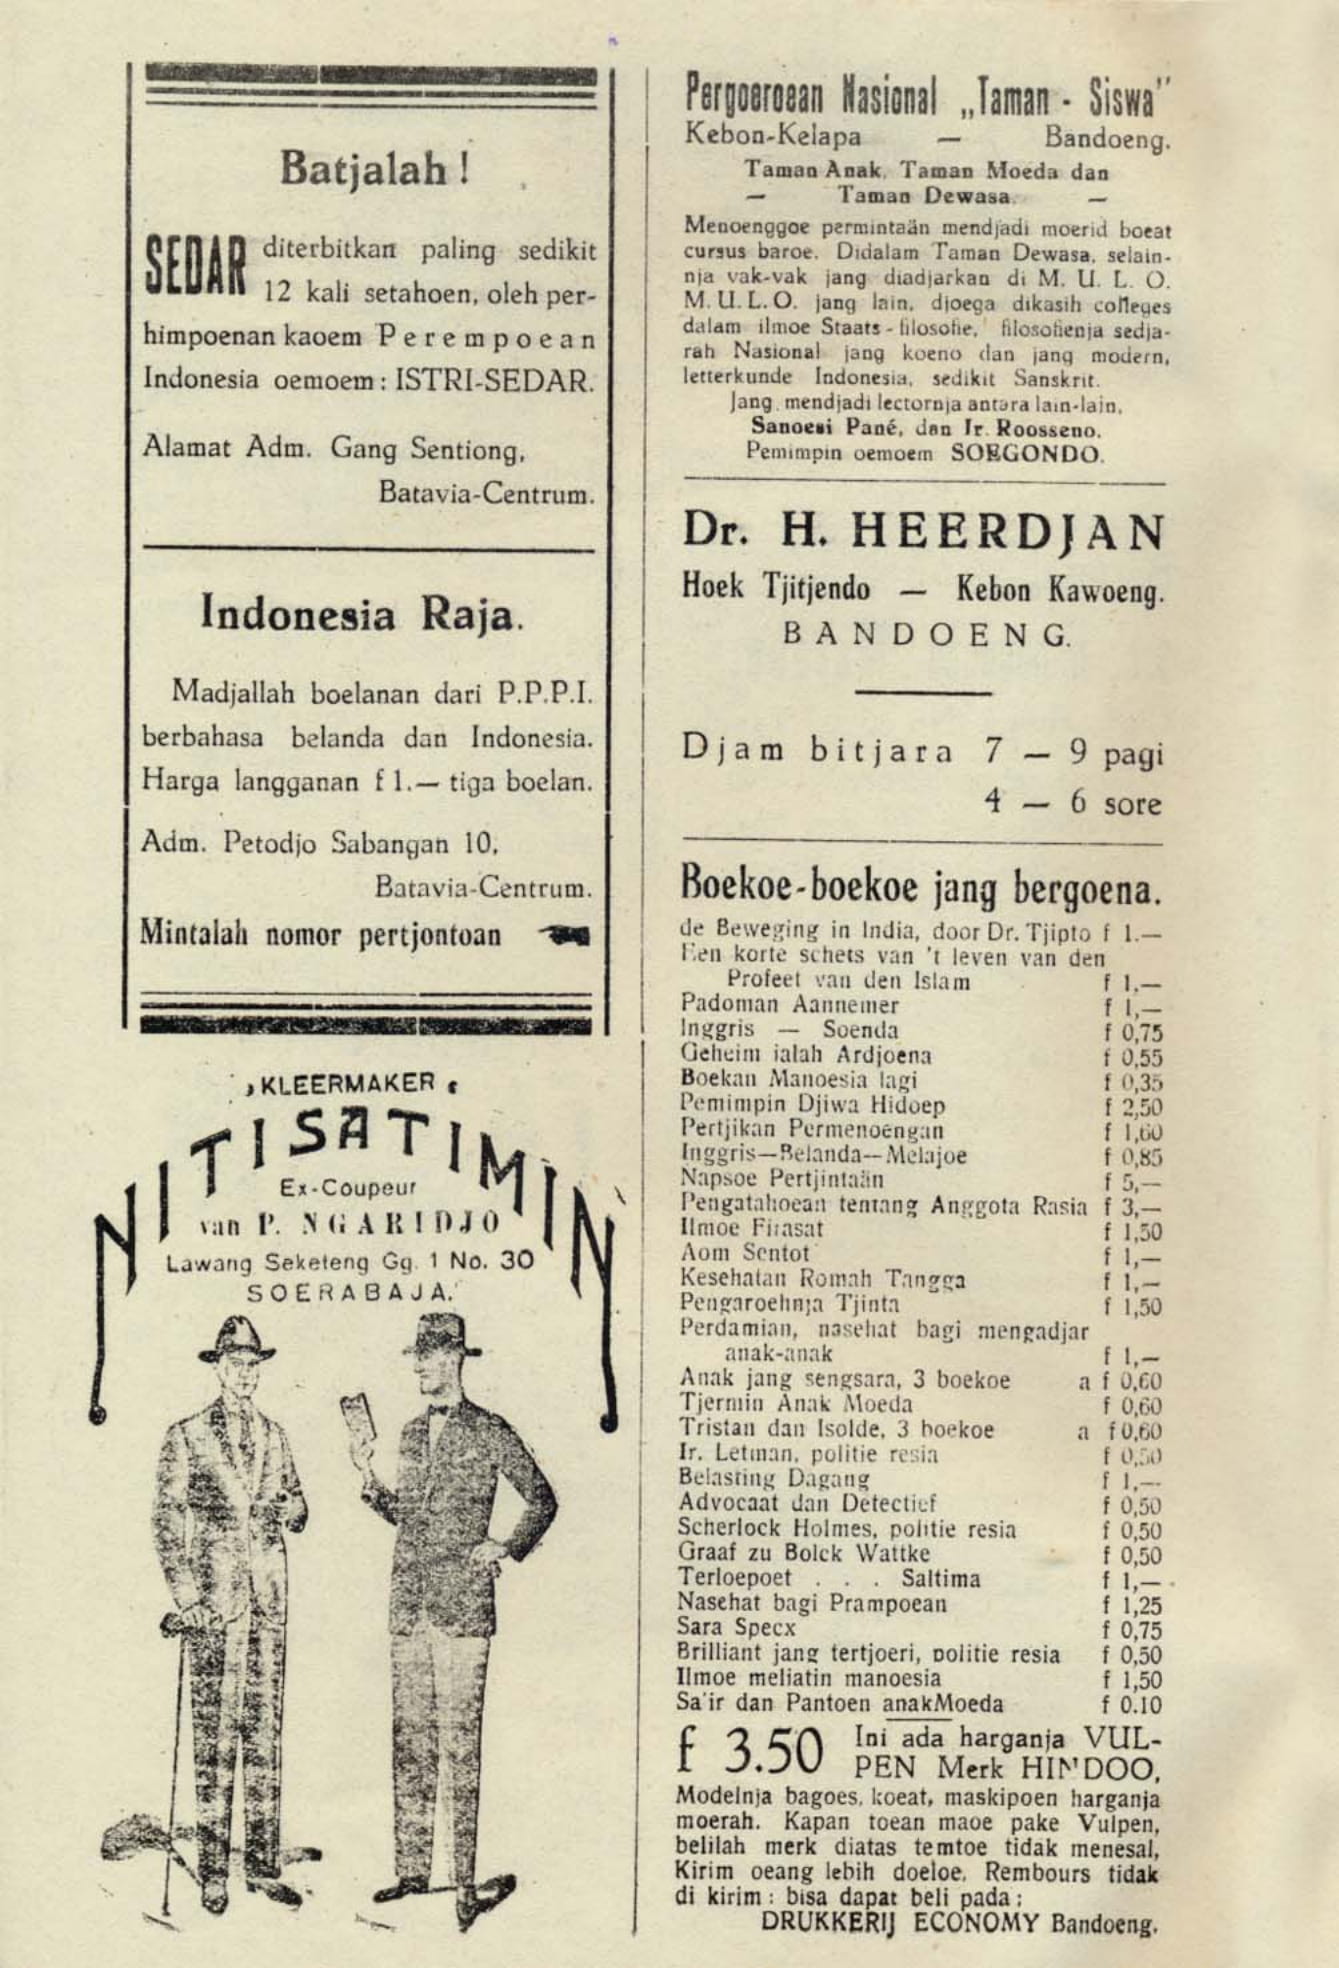 Batjalah !
SEDAR diterbitkan paling sedikit
12 kali setahoen, oleh per-
himpoenan kaoem Perempoean
Indonesia oemoem : ISTRI-SEDAR.
Alamat Adm. Gang Sentiong,
Batavia-Centrum.
Indonesia Raja.
Madjallah boelanan dari P.P.P.I.
berbahasa belanda dan Indonesia.
Harga langganan f 1.— tiga boelan.
Adm. Petodjo Sabangan 10,
Batavia-Centrum.
Mintalah nomor pertjontoan
KLEERMAKER
NITISATIMIN
Ex-Coupeur
van P. NGARIDJO
Lawang Seketeng Gg. 1 No. 30
SOERABAJA.
Pergoeroean Nasional „Taman - Siswa"
Kebon-Kelapa — Bandoeng.
Taman Anak, Taman Moeda dan
— Taman Dewasa. —
Menoenggoe permintaän mendjadi moerid boeat
cursus baroe. Didalam Taman Dewasa, selain-
nja vak-vak jang diadjarkan di M. U. L. O.
M. U. L. O. jang lain, djoega dikasih colleges
dalam ilmoe Staats - filosofie, filosofienja sedja-
rah Nasional jang koeno dan jang modern,
letterkunde Indonesia, sedikit Sanskrit.
Jang mendjadi lectornja antara lain-lain,
Sanoesi Pané, dan Ir. Roosseno.
Pemimpin oemoem SOEGONDO.
Dr. H. HEERDJAN
Hoek Tjitjendo — Kebon Kawoeng.
BANDOENG.
Djam bitjara 7 — 9 pagi
4 — 6 sore
Boekoe-boekoe jang bergoena.
de Beweging in India, door Dr. Tjipto f 1.—
Een korte schets van 't leven van den
Profeet van den Islam f 1,—
Padoman Aannemer f 1,—
Inggris — Soenda f 0,75
Geheim ialah Ardjoena f 0,55
Boekan Manoesia lagi f 0,35
Pemimpin Djiwa Hidoep f 2,50
Pertjikan Permenoengan f 1,60
Inggris—Belanda—Melajoe f 0,85
Napsoe Pertjintaän f 5,—
Pengatahoean tentang Anggota Rasia f 3,—
Ilmoe Firasat f 1,50
Aom Sentot f 1,—
Kesehatan Romah Tangga f 1,—
Pengaroehnja Tjinta f 1,50
Perdamian, nasehat bagi mengadjar
anak-anak f 1,—
Anak jang sengsara, 3 boekoe a f 0,60
Tjermin Anak Moeda f 0,60
Tristan dan Isolde, 3 boekoe a f 0,60
Ir. Letman, politie resia f 0,50
Belasting Dagang f 1,—
Advocaat dan Detectief f 0,50
Scherlock Holmes, politie resia f 0,50
Graaf zu Bolck Wattke f 0,50
Terloepoet . . . Saltima f 1,—
Nasehat bagi Prampoean f 1,25
Sara Specx f 0,75
Brilliant jang tertjoeri, politie resia f 0,50
Ilmoe meliatin manoesia f 1,50
Sa'ir dan Pantoen anakMoeda f 0.10
f 3.50 Ini ada harganja VUL-
PEN Merk HINDOO,
Modelnja bagoes, koeat, maskipoen harganja
moerah. Kapan toean maoe pake Vulpen,
belilah merk diatas temtoe tidak menesal,
Kirim oeang lebih doeloe. Rembours tidak
di kirim : bisa dapat beli pada :
DRUKKERIJ ECONOMY Bandoeng.